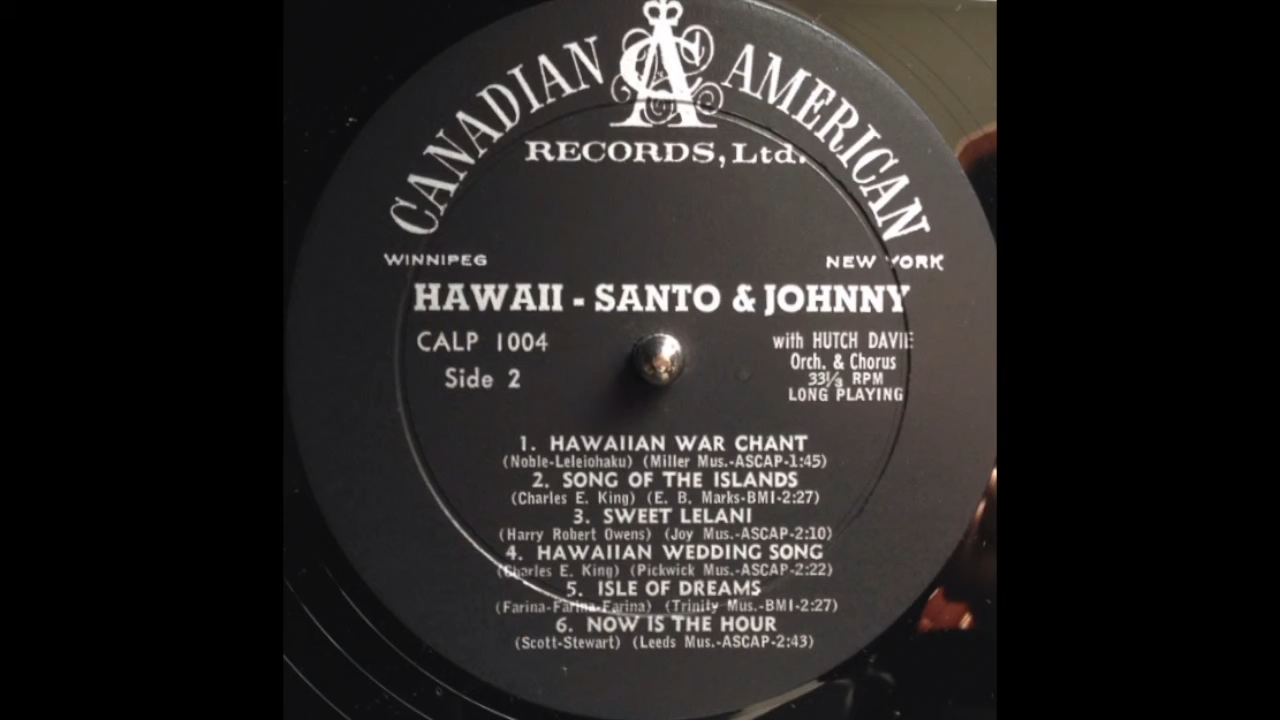 CANADIAN CA AMERICAN
RECORDS, Ltd.
WINNIPEG NEW YORK
HAWAII - SANTO & JOHNNY
CALP 1004 with HUTCH DAVIE
Side 2 Orch. & Chorus
33⅓ RPM
LONG PLAYING
1. HAWAIIAN WAR CHANT
(Noble-Leleiohaku) (Miller Mus.-ASCAP-1:45)
2. SONG OF THE ISLANDS
(Charles E. King) (E. B. Marks-BMI-2:27)
3. SWEET LELANI
(Harry Robert Owens) (Joy Mus.-ASCAP-2:10)
4. HAWAIIAN WEDDING SONG
(Charles E. King) (Pickwick Mus.-ASCAP-2:22)
5. ISLE OF DREAMS
(Farina-Farina-Farina) (Trinity Mus.-BMI-2:27)
6. NOW IS THE HOUR
(Scott-Stewart) (Leeds Mus.-ASCAP-2:43)